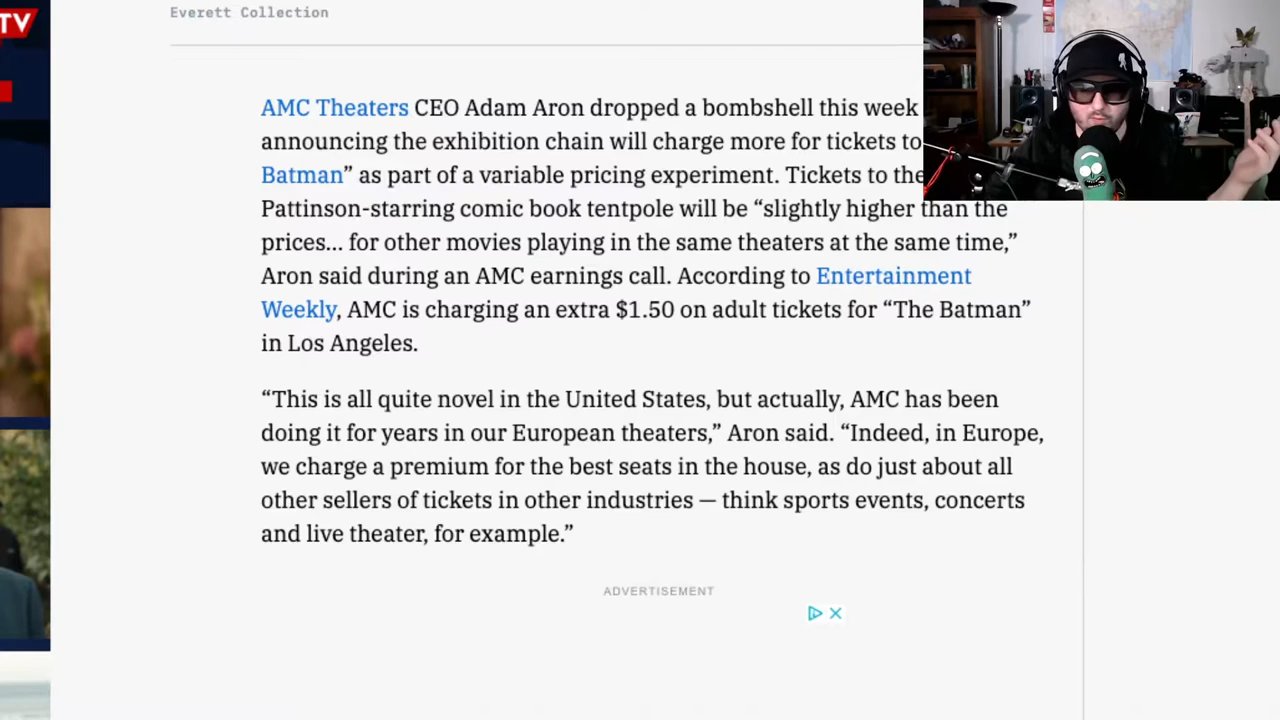 TV
Everett Collection
AMC Theaters CEO Adam Aron dropped a bombshell this week
announcing the exhibition chain will charge more for tickets to
Batman” as part of a variable pricing experiment. Tickets to the
Pattinson-starring comic book tentpole will be “slightly higher than the
prices... for other movies playing in the same theaters at the same time,”
Aron said during an AMC earnings call. According to Entertainment
Weekly, AMC is charging an extra $1.50 on adult tickets for “The Batman”
in Los Angeles.
“This is all quite novel in the United States, but actually, AMC has been
doing it for years in our European theaters,” Aron said. “Indeed, in Europe,
we charge a premium for the best seats in the house, as do just about all
other sellers of tickets in other industries — think sports events, concerts
and live theater, for example.”
ADVERTISEMENT